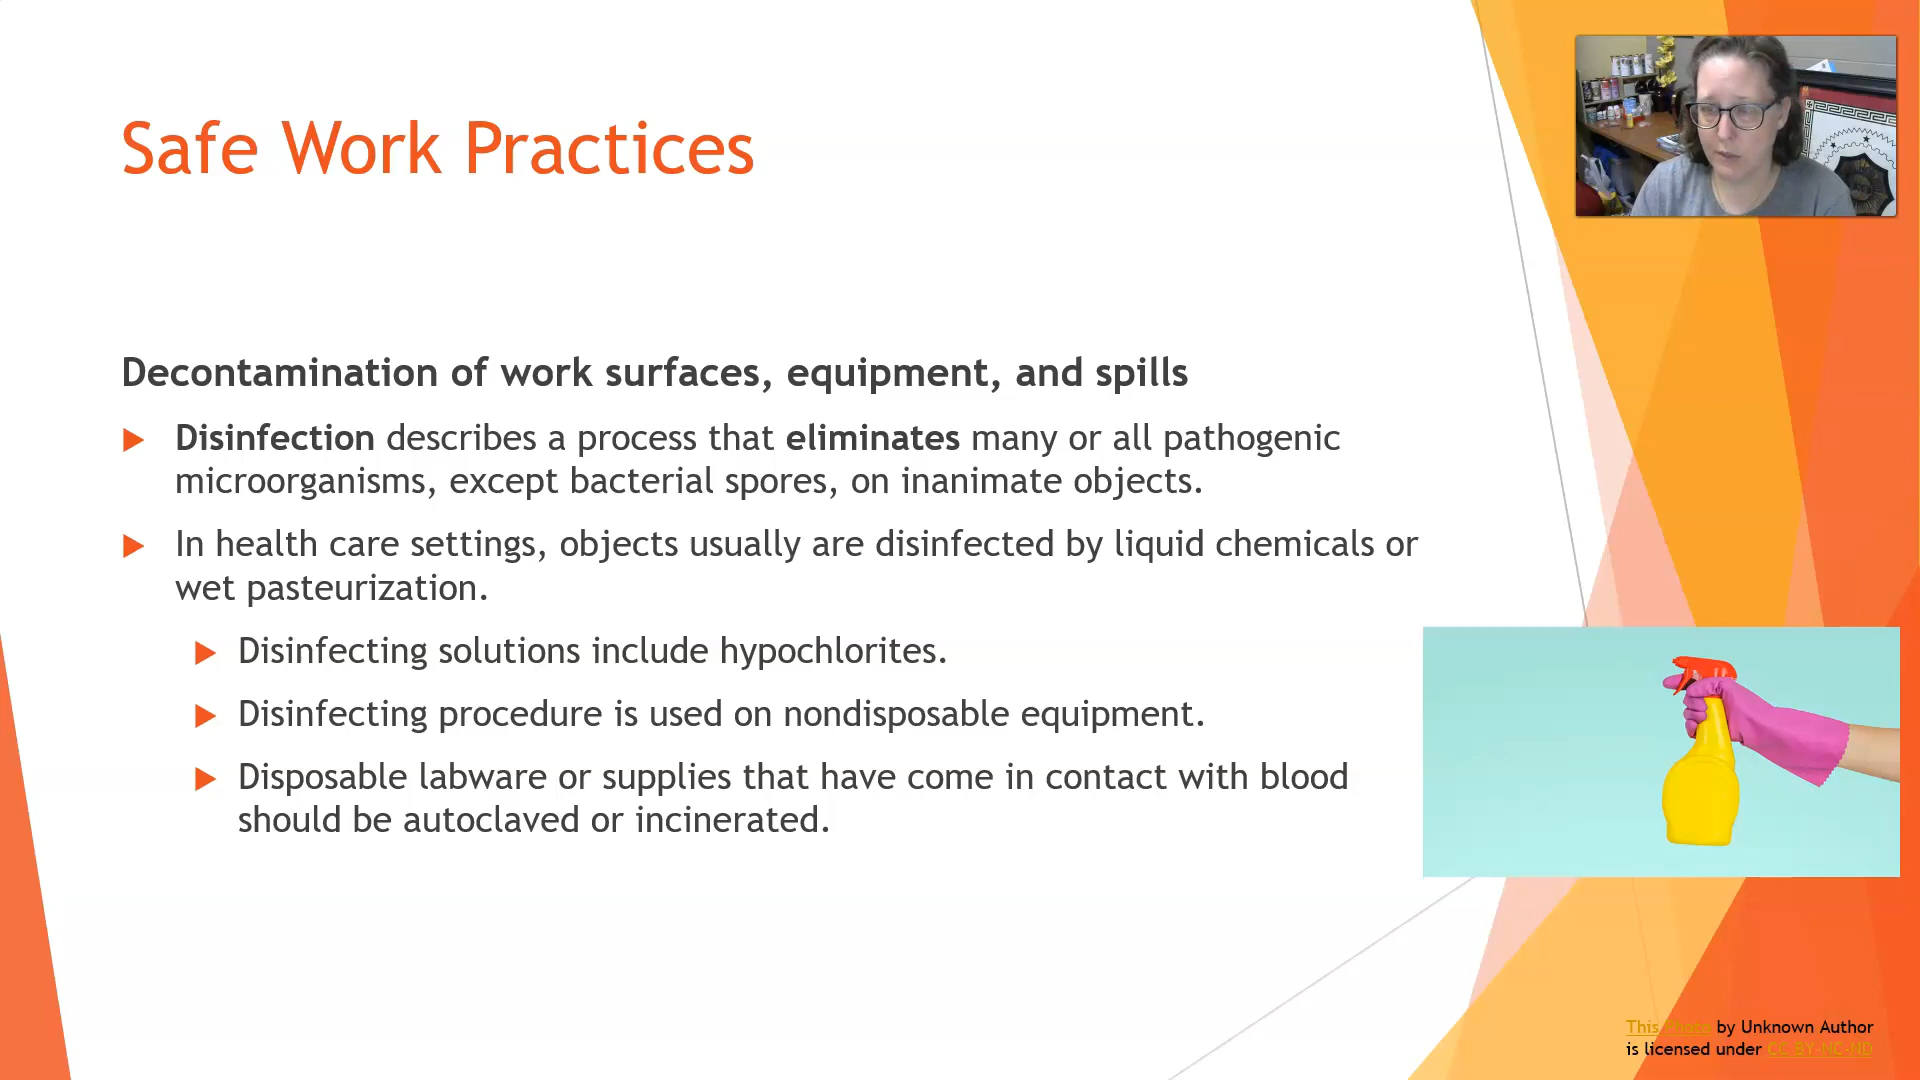 Safe Work Practices
Decontamination of work surfaces, equipment, and spills
Disinfection describes a process that eliminates many or all pathogenic
microorganisms, except bacterial spores, on inanimate objects.
In health care settings, objects usually are disinfected by liquid chemicals or
wet pasteurization.
Disinfecting solutions include hypochlorites.
Disinfecting procedure is used on nondisposable equipment.
Disposable labware or supplies that have come in contact with blood
should be autoclaved or incinerated.
This Photo by Unknown Author
is licensed under CC BY-NC-ND